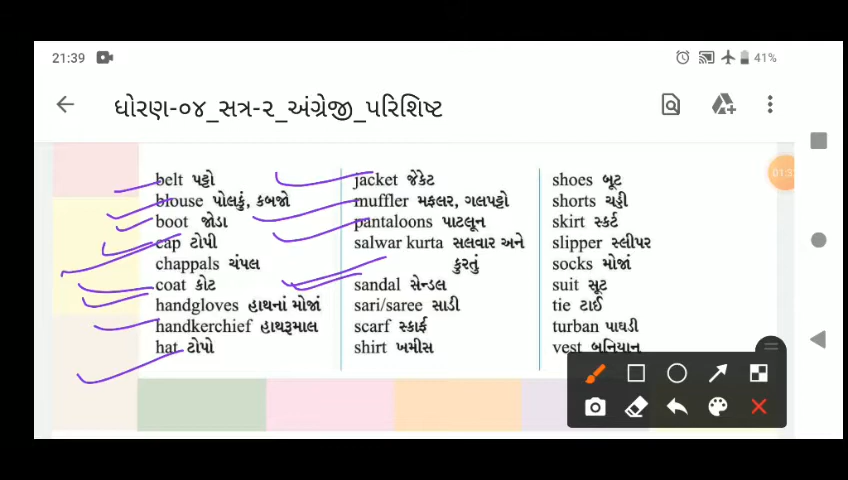 21:39
41%
ધોરણ-૦૪_સત્ર-૨_અંગ્રેજી_પરિશિષ્ટ
01:3
belt પટ્ટો
blouse પોલકું, કબજો
boot જોડા
cap ટોપી
chappals ચંપલ
coat કોટ
handgloves હાથનાં મોજાં
handkerchief હાથરૂમાલ
hat ટોપો
jacket જેકેટ
muffler મફલર, ગલપટ્ટો
pantaloons પાટલૂન
salwar kurta સલવાર અને
કુરતું
sandal સેન્ડલ
sari/saree સાડી
scarf સ્કાર્ફ
shirt ખમીસ
shoes બૂટ
shorts ચડ્ડી
skirt સ્કર્ટ
slipper સ્લીપર
socks મોજાં
suit સૂટ
tie ટાઈ
turban પાઘડી
vest બનિયાન